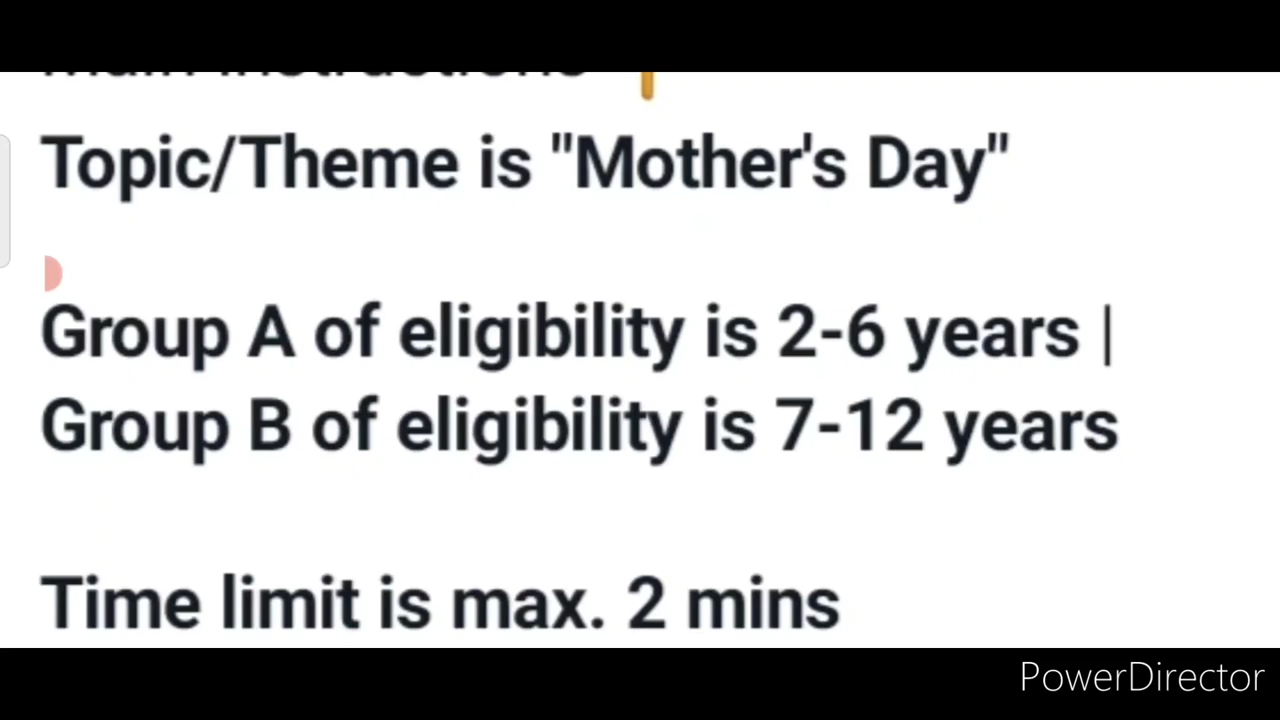 Topic/Theme is "Mother's Day"
Group A of eligibility is 2-6 years |
Group B of eligibility is 7-12 years
Time limit is max. 2 mins
PowerDirector